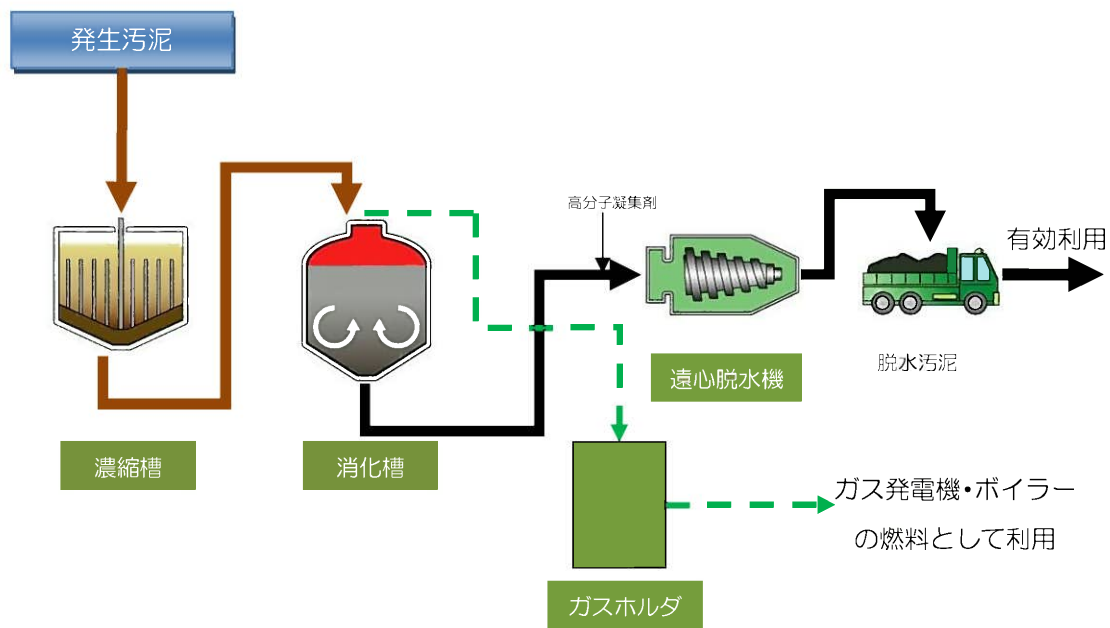 発生汚泥
高分子凝集剤
有効利用
脱水汚泥
遠心脱水機
濃縮槽
消化槽
ガス発電機・ボイラー
の燃料として利用
ガスホルダ